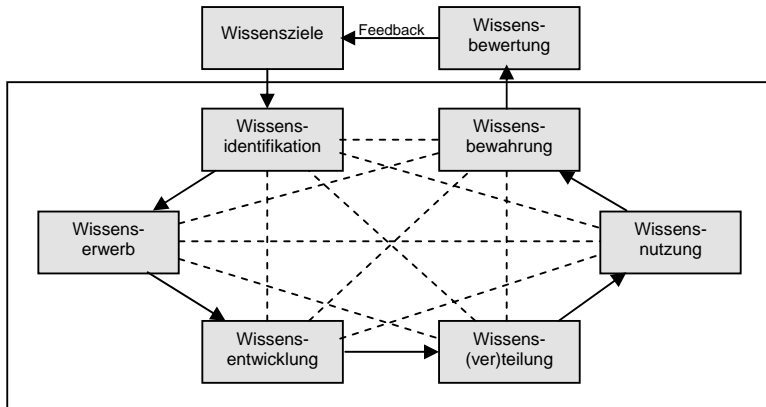 Wissensziele
Feedback
Wissens-
bewertung
Wissens-
identifikation
Wissens-
bewahrung
Wissens-
erwerb
Wissens-
nutzung
Wissens-
entwicklung
Wissens-
(ver)teilung